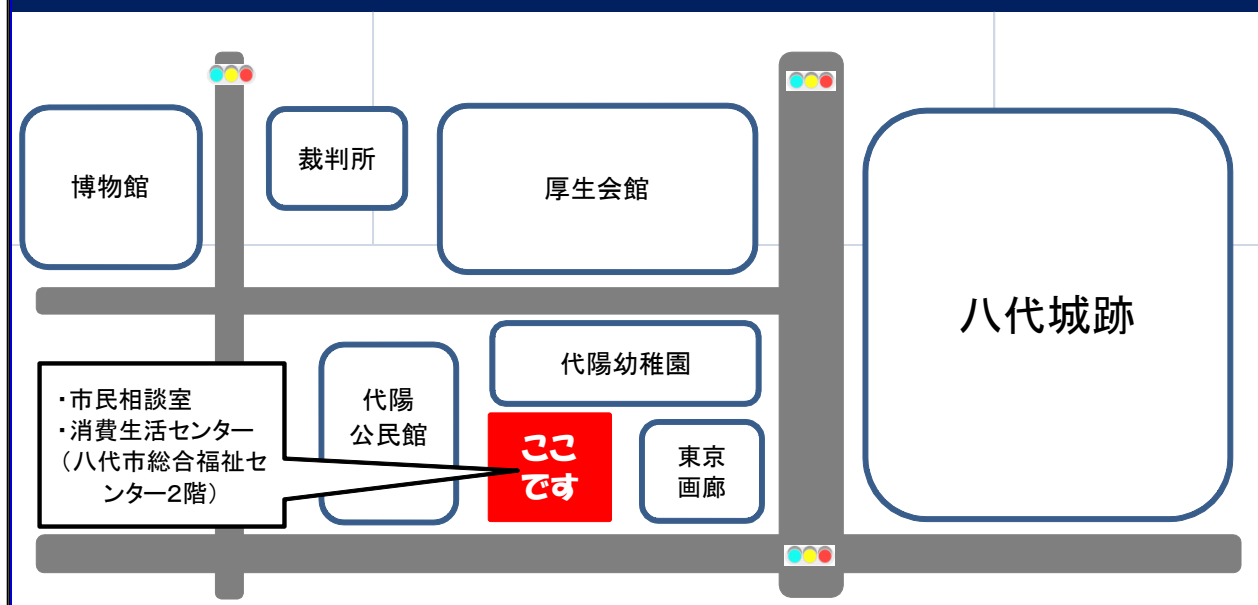 博物館
裁判所
厚生会館
八代城跡
代陽幼稚園
・市民相談室
・消費生活センター
（八代市総合福祉セ
ンター2階）
代陽
公民館
ここ
です
東京
画廊